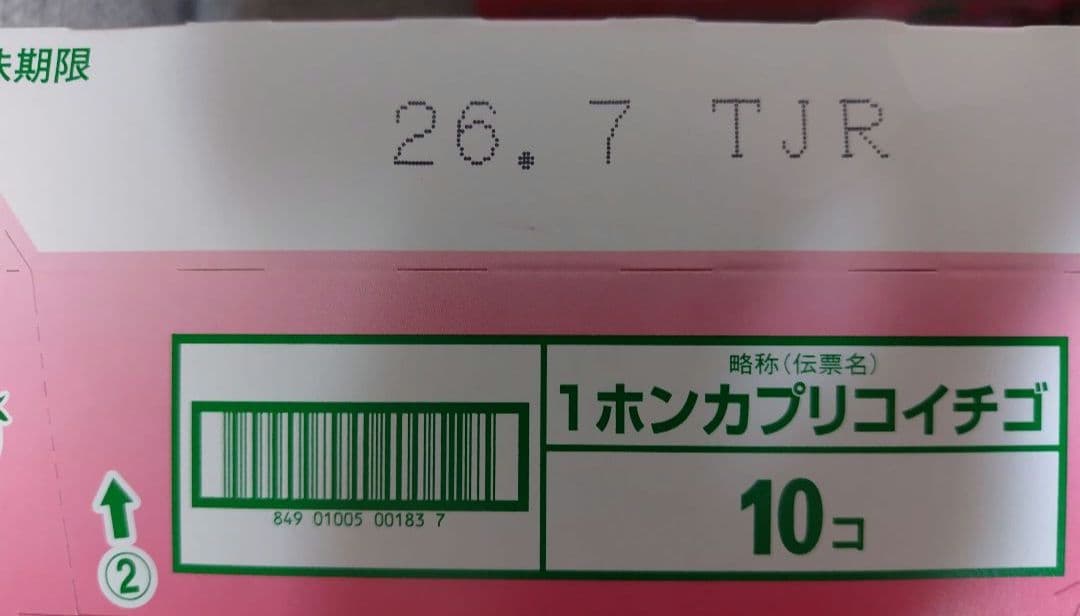 味期限
26. 7 TJR
略称(伝票名)
1ホンカプリコイチゴ
10コ
849 01005 00183 7
②